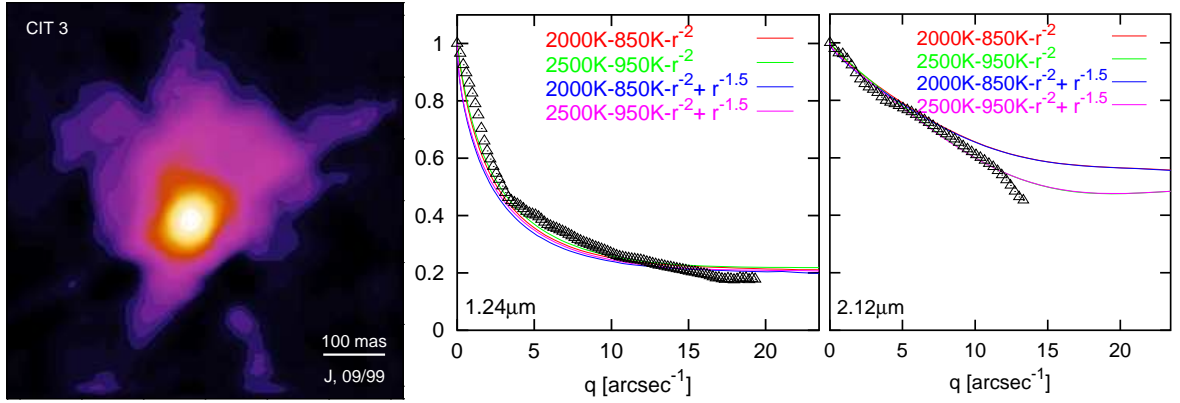 CIT 3
100 mas
J, 09/99
2000K-850K-r^-2
2500K-950K-r^-2
2000K-850K-r^-2+ r^-1.5
2500K-950K-r^-2+ r^-1.5
1
0.8
0.6
0.4
0.2
0
1.24μm
0 5 10 15 20
q [arcsec^-1]
2000K-850K-r^-2
2500K-950K-r^-2
2000K-850K-r^-2+ r^-1.5
2500K-950K-r^-2+ r^-1.5
2.12μm
0 5 10 15 20
q [arcsec^-1]